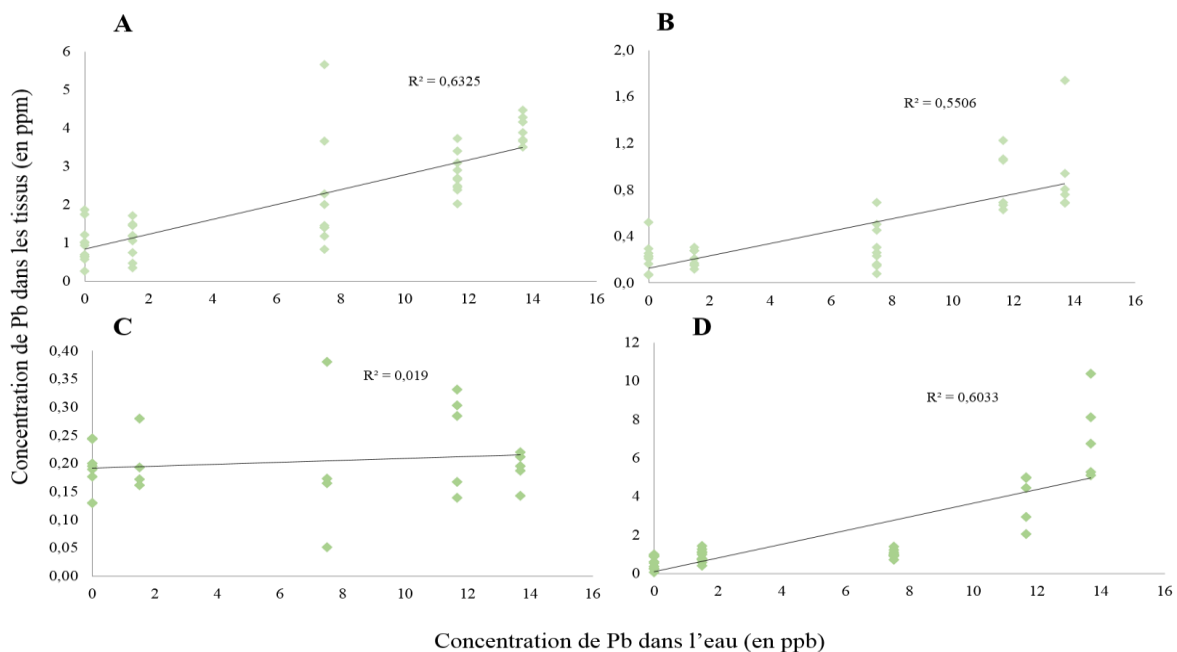 A
B
Concentration de Pb dans les tissus (en ppm)
6
5
4
3
2
1
0
R² = 0,6325
0 2 4 6 8 10 12 14 16
2,0
1,6
1,2
0,8
0,4
0,0
R² = 0,5506
0 2 4 6 8 10 12 14 16
C
D
0,40
0,35
0,30
0,25
0,20
0,15
0,10
0,05
0,00
R² = 0,019
0 2 4 6 8 10 12 14 16
12
10
8
6
4
2
0
R² = 0,6033
0 2 4 6 8 10 12 14 16
Concentration de Pb dans l’eau (en ppb)